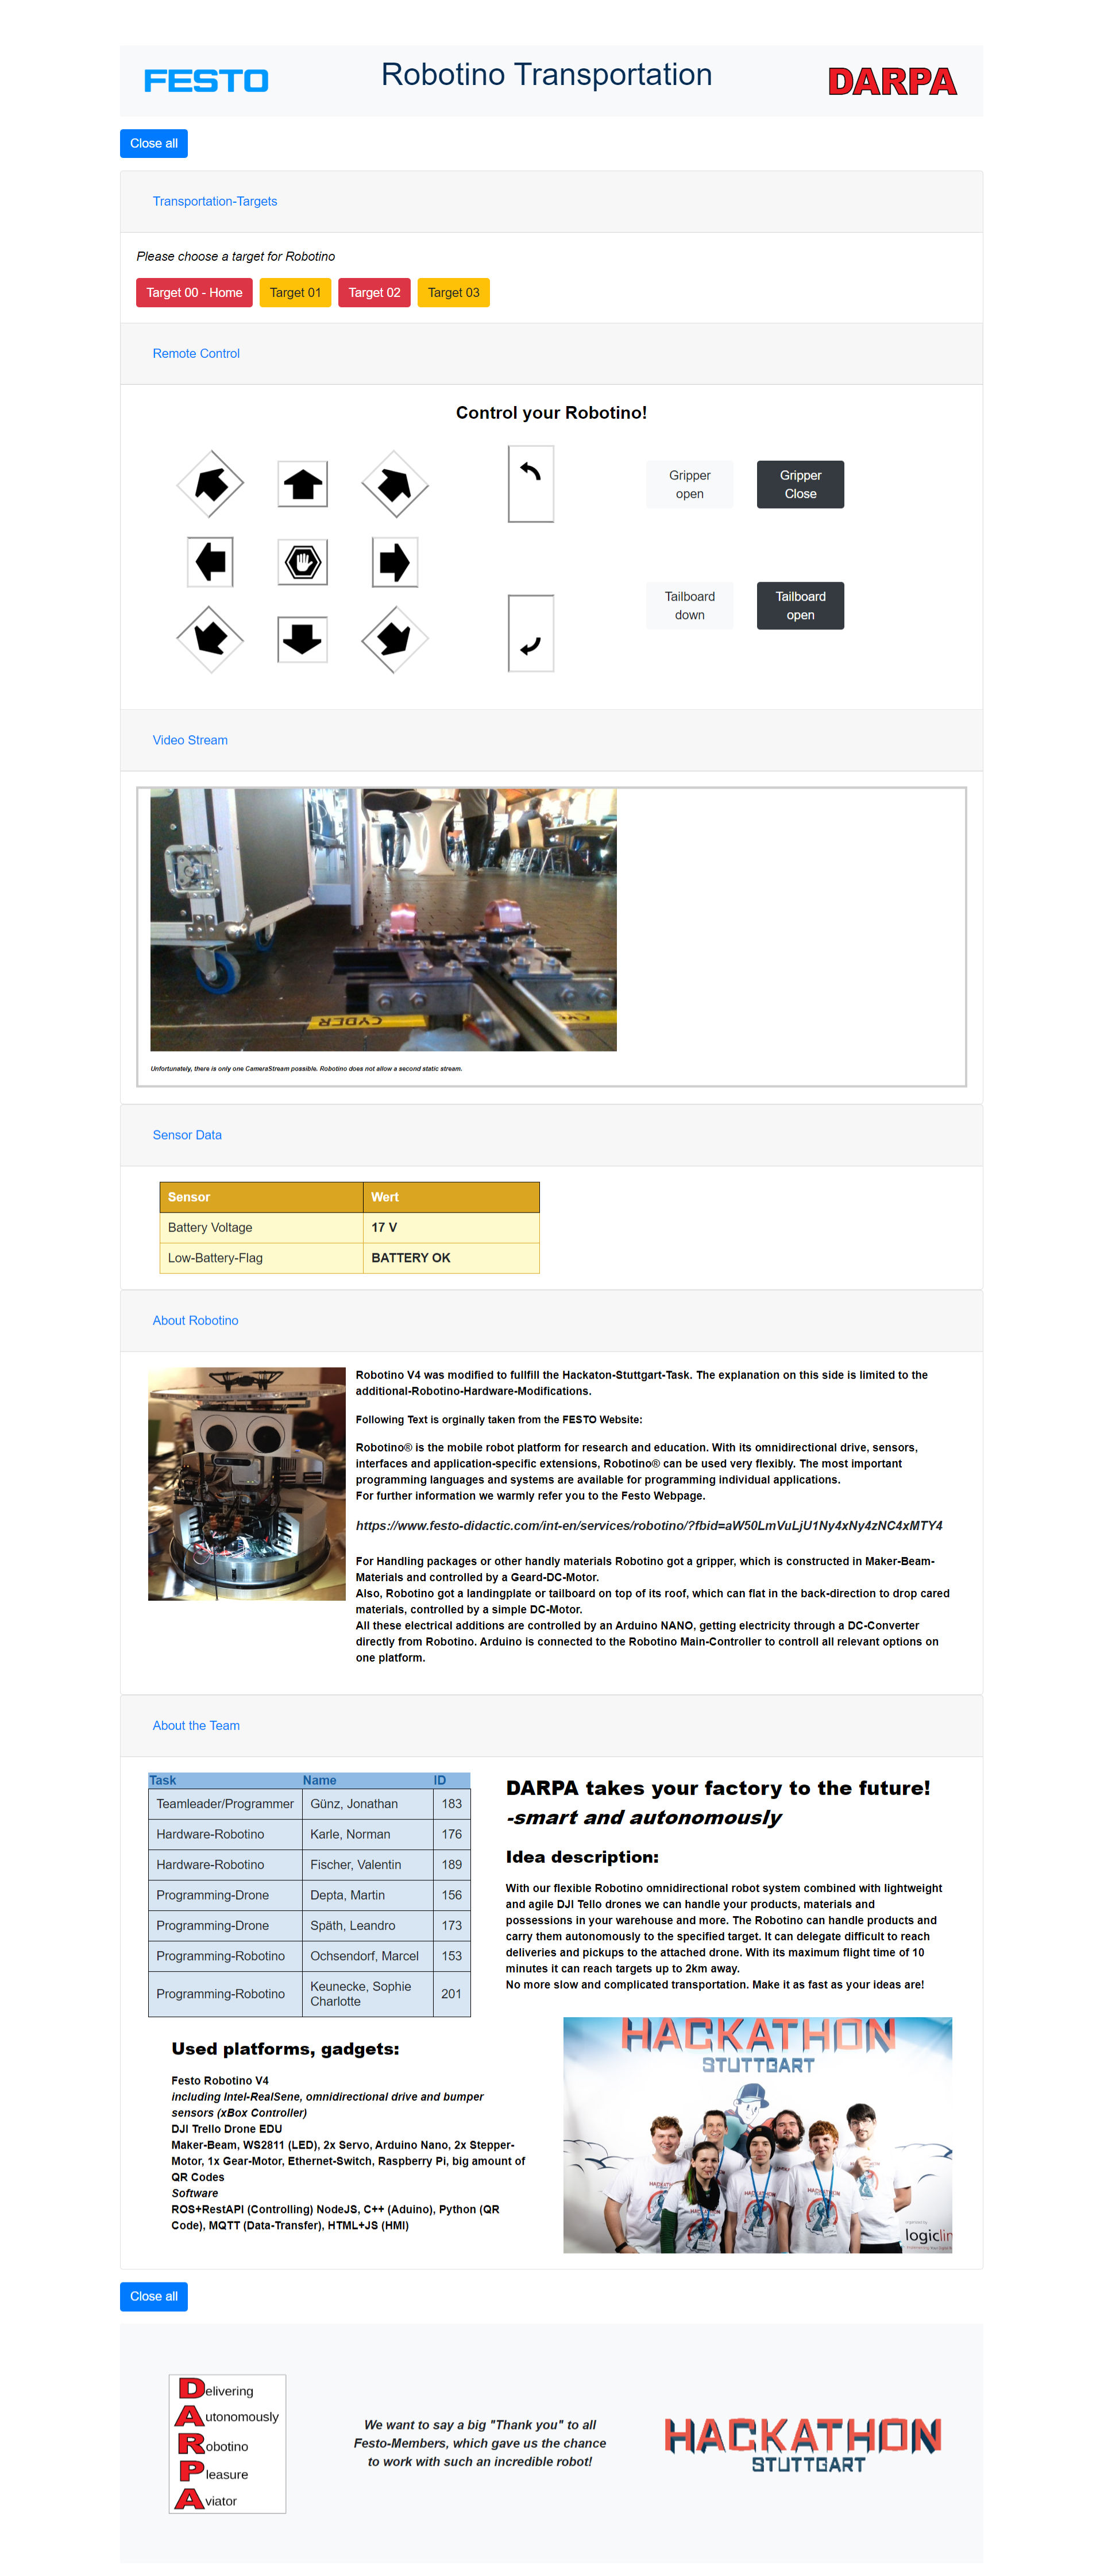 FESTO
Robotino Transportation
DARPA
Close all
Transportation-Targets
Please choose a target for Robotino
Target 00 - Home
Target 01
Target 02
Target 03
Remote Control
Control your Robotino!
Gripper
open
Gripper
Close
Tailboard
down
Tailboard
open
Video Stream
CYDER
CYBER
Unfortunately, there is only one CameraStream possible. Robotino does not allow a second static stream.
Sensor Data
Sensor Wert
Battery Voltage 17 V
Low-Battery-Flag BATTERY OK
About Robotino
Robotino V4 was modified to fullfill the Hackaton-Stuttgart-Task. The explanation on this side is limited to the
additional-Robotino-Hardware-Modifications.
Following Text is orginally taken from the FESTO Website:
Robotino® is the mobile robot platform for research and education. With its omnidirectional drive, sensors,
interfaces and application-specific extensions, Robotino® can be used very flexibly. The most important
programming languages and systems are available for programming individual applications.
For further information we warmly refer you to the Festo Webpage.
https://www.festo-didactic.com/int-en/services/robotino/?fbid=aW50LmVuLjU1Ny4xNy4zNC4xMTY4
For Handling packages or other handly materials Robotino got a gripper, which is constructed in Maker-Beam-
Materials and controlled by a Geard-DC-Motor.
Also, Robotino got a landingplate or tailboard on top of its roof, which can flat in the back-direction to drop cared
materials, controlled by a simple DC-Motor.
All these electrical additions are controlled by an Arduino NANO, getting electricity through a DC-Converter
directly from Robotino. Arduino is connected to the Robotino Main-Controller to controll all relevant options on
one platform.
About the Team
Task Name ID
Teamleader/Programmer Günz, Jonathan 183
Hardware-Robotino Karle, Norman 176
Hardware-Robotino Fischer, Valentin 189
Programming-Drone Depta, Martin 156
Programming-Drone Späth, Leandro 173
Programming-Robotino Ochsendorf, Marcel 153
Programming-Robotino Keunecke, Sophie
Charlotte 201
DARPA takes your factory to the future!
-smart and autonomously
Idea description:
With our flexible Robotino omnidirectional robot system combined with lightweight
and agile DJI Tello drones we can handle your products, materials and
possessions in your warehouse and more. The Robotino can handle products and
carry them autonomously to the specified target. It can delegate difficult to reach
deliveries and pickups to the attached drone. With its maximum flight time of 10
minutes it can reach targets up to 2km away.
No more slow and complicated transportation. Make it as fast as your ideas are!
Used platforms, gadgets:
Festo Robotino V4
including Intel-RealSene, omnidirectional drive and bumper
sensors (xBox Controller)
DJI Trello Drone EDU
Maker-Beam, WS2811 (LED), 2x Servo, Arduino Nano, 2x Stepper-
Motor, 1x Gear-Motor, Ethernet-Switch, Raspberry Pi, big amount of
QR Codes
Software
ROS+RestAPI (Controlling) NodeJS, C++ (Aduino), Python (QR
Code), MQTT (Data-Transfer), HTML+JS (HMI)
HACKATHON
STUTTGART
logiclin
Close all
Delivering
Autonomously
Robotino
Pleasure
Aviator
We want to say a big "Thank you" to all
Festo-Members, which gave us the chance
to work with such an incredible robot!
HACKATHON
STUTTGART